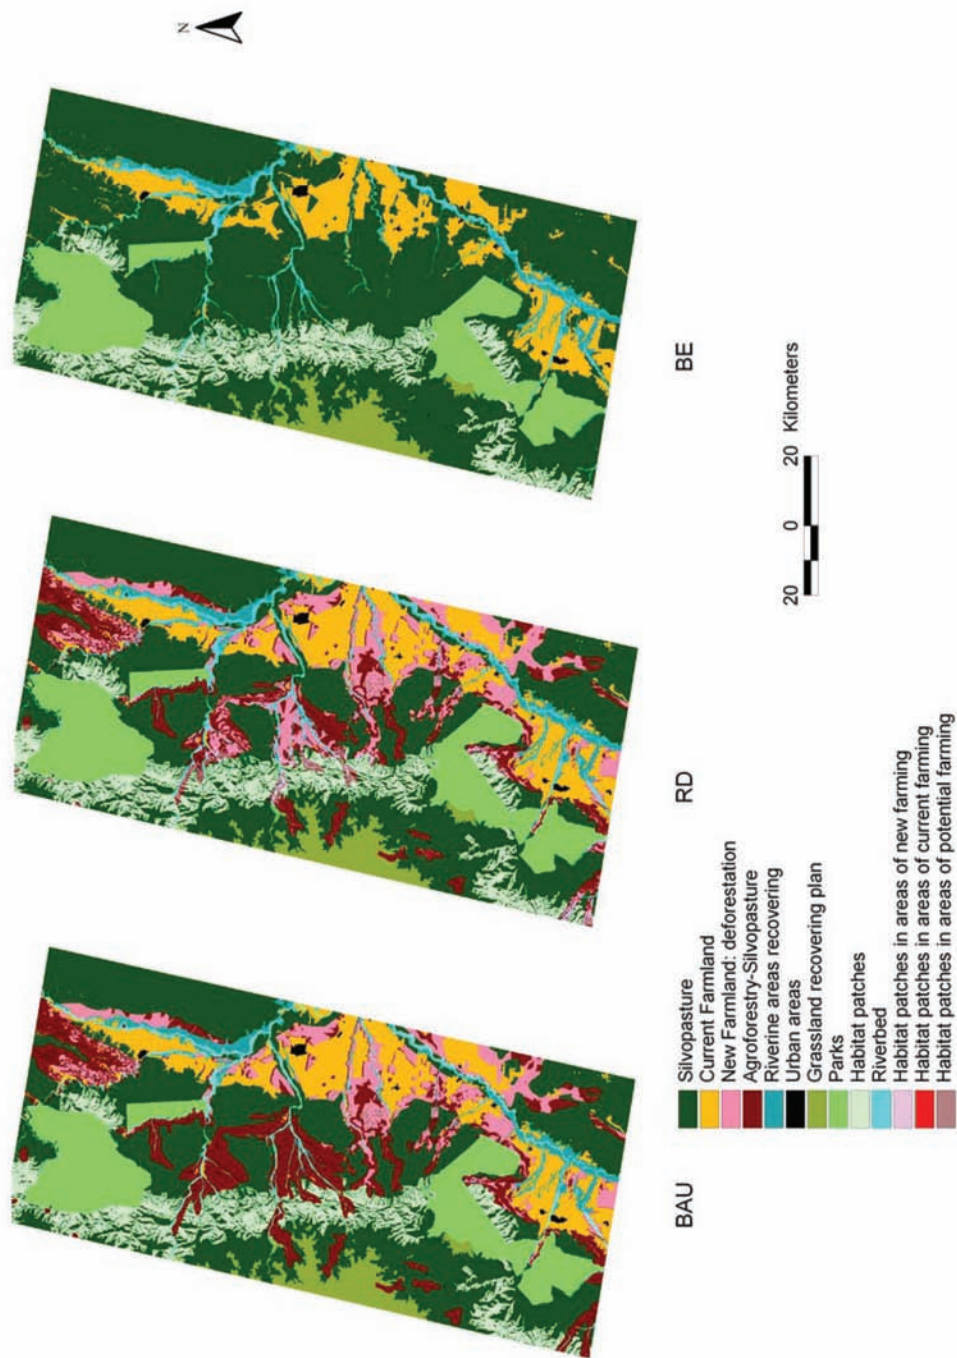 N
BAU
RD
BE
20 0 20 Kilometers
Silvopasture
Current Farmland
New Farmland: deforestation
Agroforestry-Silvopasture
Riverine areas recovering
Urban areas
Grassland recovering plan
Parks
Habitat patches
Riverbed
Habitat patches in areas of new farming
Habitat patches in areas of current farming
Habitat patches in areas of potential farming